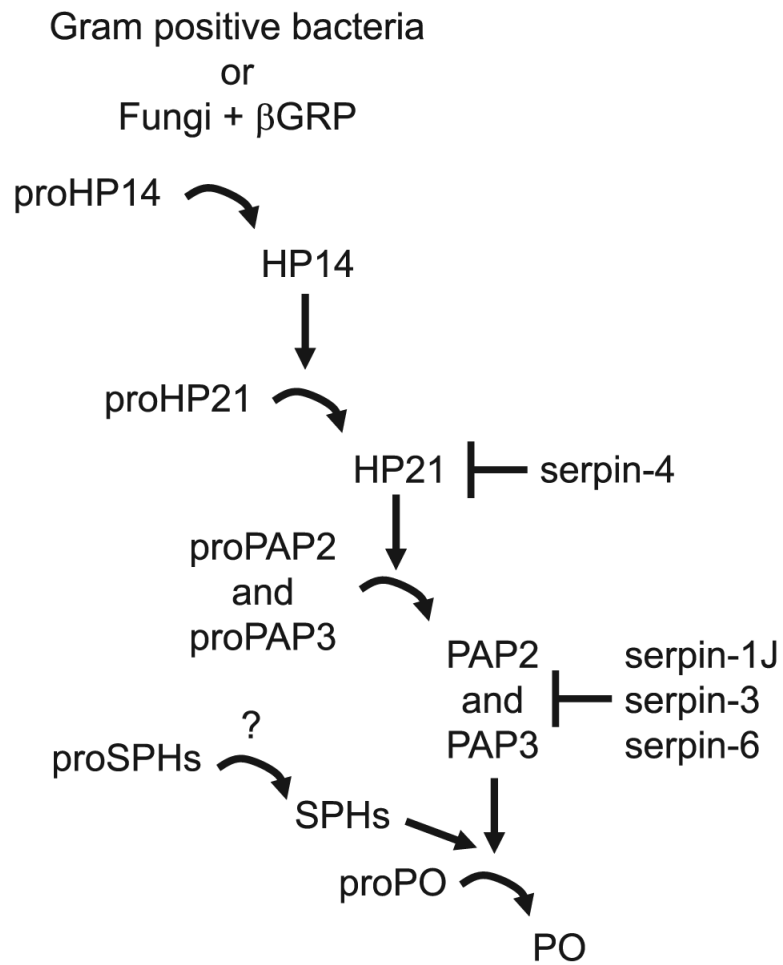 Gram positive bacteria
or
Fungi + βGRP
proHP14
HP14
proHP21
HP21
serpin-4
proPAP2
and
proPAP3
PAP2
and
PAP3
serpin-1J
serpin-3
serpin-6
?
proSPHs
SPHs
proPO
PO